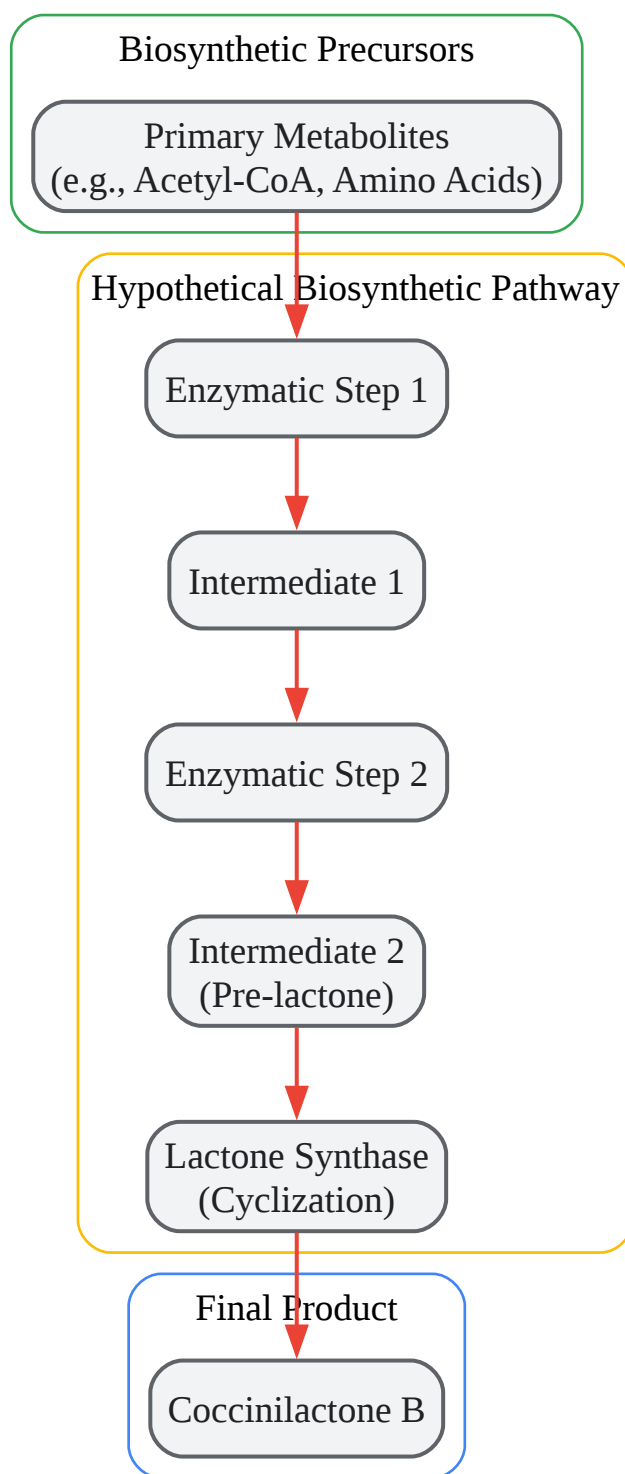 Biosynthetic Precursors
Primary Metabolites
(e.g., Acetyl-CoA, Amino Acids)
Hypothetical Biosynthetic Pathway
Enzymatic Step 1
Intermediate 1
Enzymatic Step 2
Intermediate 2
(Pre-lactone)
Lactone Synthase
(Cyclization)
Final Product
Coccinilactone B